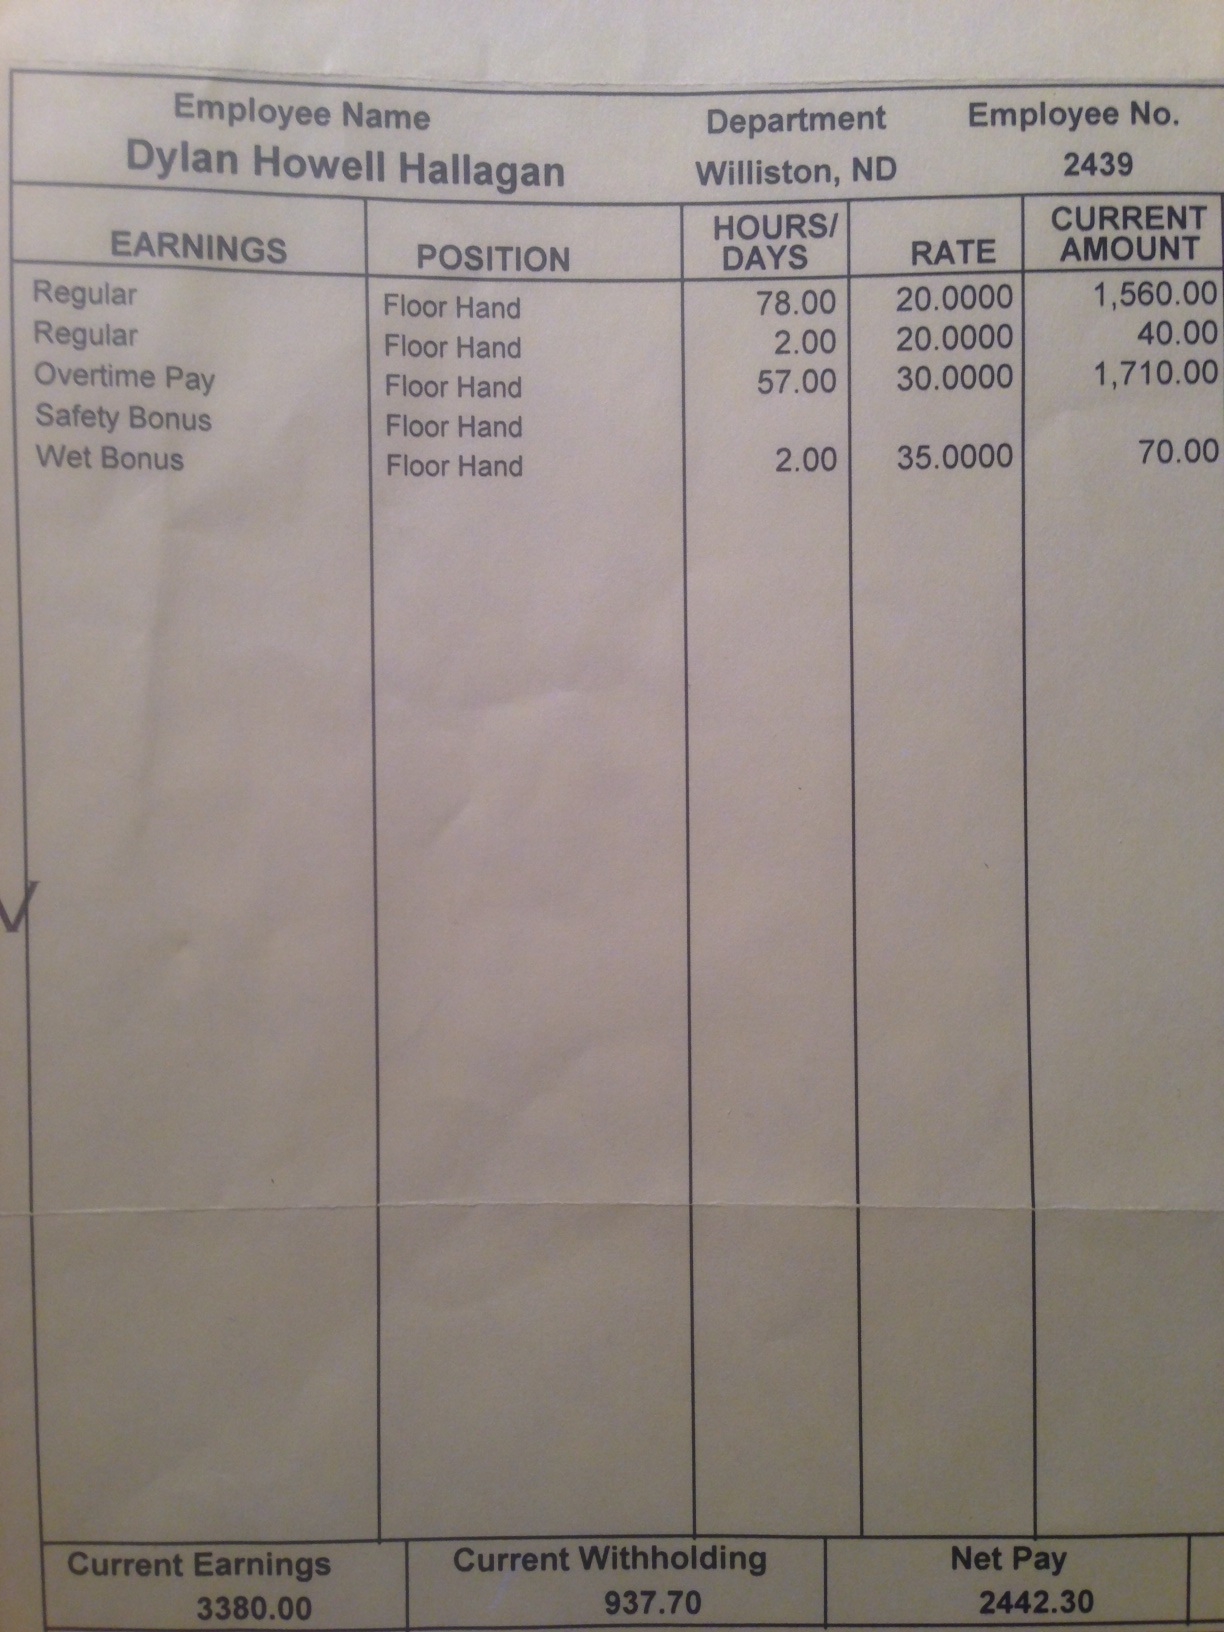 Employee Name Department Employee No.
Dylan Howell Hallagan Williston, ND 2439
EARNINGS POSITION HOURS/ DAYS RATE CURRENT AMOUNT
Regular Floor Hand 78.00 20.0000 1,560.00
Regular Floor Hand 2.00 20.0000 40.00
Overtime Pay Floor Hand 57.00 30.0000 1,710.00
Safety Bonus Floor Hand
Wet Bonus Floor Hand 2.00 35.0000 70.00
Current Earnings Current Withholding Net Pay
3380.00 937.70 2442.30